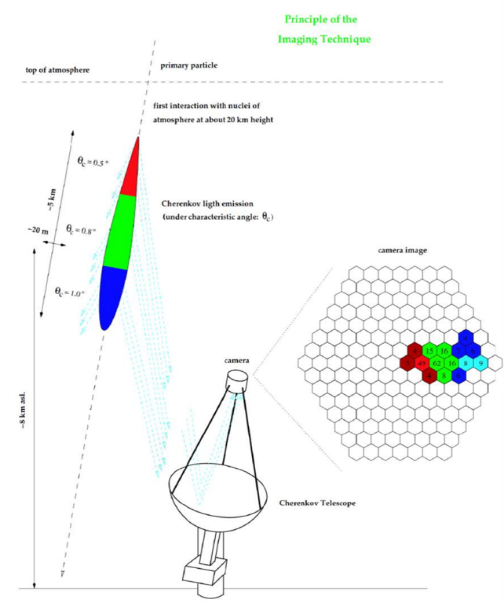 Principle of the
Imaging Technique
top of atmosphere
primary particle
first interaction with nuclei of
atmosphere at about 20 km height
θc = 0.5°
~5 km
Cherenkov ligth emission
(under characteristic angle: θc)
~20 m
θc = 0.8°
camera image
θc = 1.0°
15 16
62 16 8 9
8
camera
~8 km asl.
Cherenkov Telescope